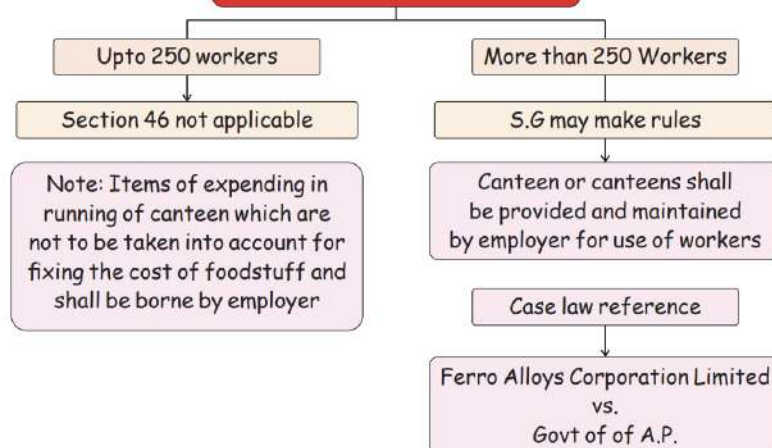 Upto 250 workers
Section 46 not applicable
Note: Items of expending in
running of canteen which are
not to be taken into account for
fixing the cost of foodstuff and
shall be borne by employer
More than 250 Workers
S.G may make rules
Canteen or canteens shall
be provided and maintained
by employer for use of workers
Case law reference
Ferro Alloys Corporation Limited
vs.
Govt of of A.P.